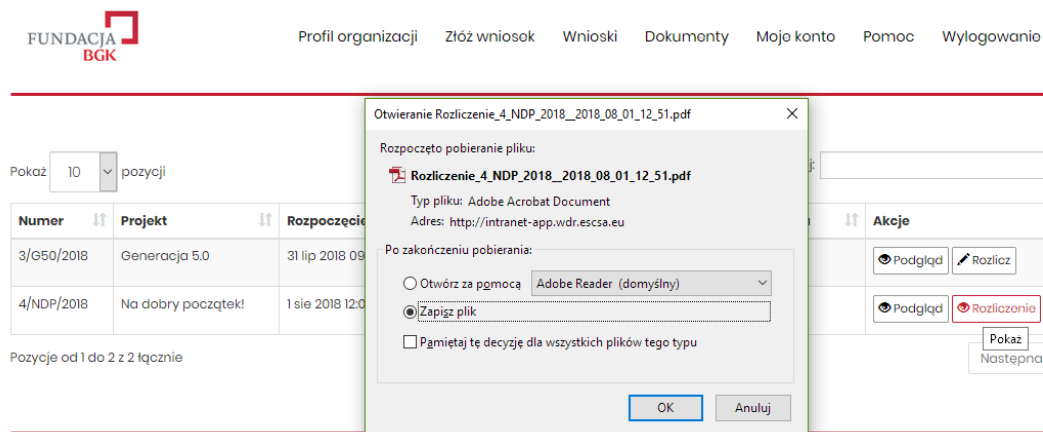 FUNDACJA
BGK
Profil organizacji Złóż wniosek Wnioski Dokumenty Moje konto Pomoc Wylogowanie
Otwieranie Rozliczenie_4_NDP_2018__2018_08_01_12_51.pdf
Rozpoczęto pobieranie pliku:
Rozliczenie_4_NDP_2018__2018_08_01_12_51.pdf
Typ pliku: Adobe Acrobat Document
Adres: http://intranet-app.wdr.escsa.eu
Po zakończeniu pobierania:
Otwórz za pomocą Adobe Reader (domyślny)
Zapisz plik
Pamiętaj tę decyzję dla wszystkich plików tego typu
OK Anuluj
Pokaż 10 pozycji
Numer Projekt Rozpoczęcie Akcje
3/G50/2018 Generacja 5.0 31 lip 2018 09 Podgląd Rozlicz
4/NDP/2018 Na dobry początek! 1 sie 2018 12:0 Podgląd Rozliczenie
Pokaż
Pozycje od 1 do 2 z 2 łącznie Następna